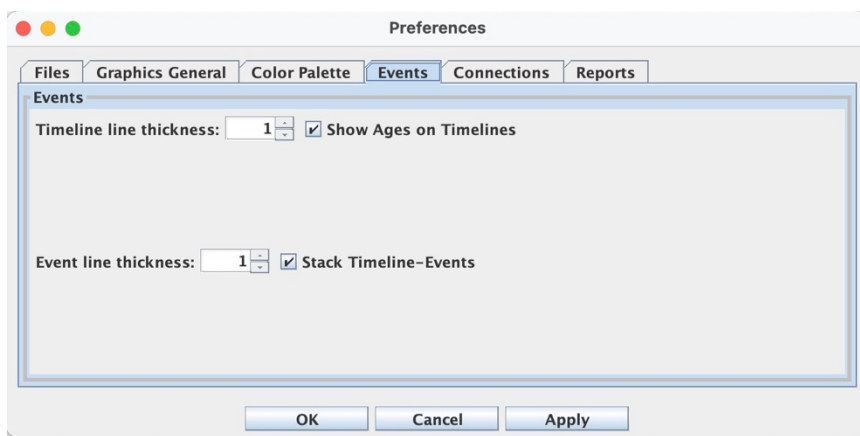 Preferences
Files Graphics General Color Palette Events Connections Reports
Events
Timeline line thickness: 1 Show Ages on Timelines
Event line thickness: 1 Stack Timeline-Events
OK Cancel Apply